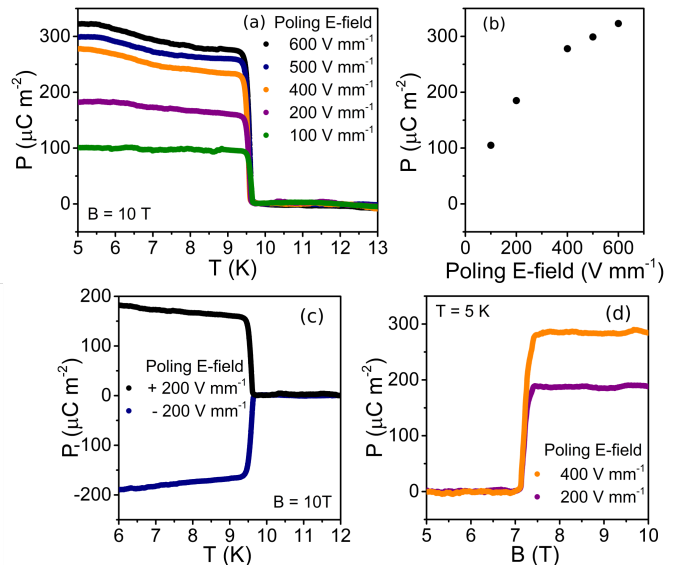 (a)
Poling E-field
600 V mm⁻¹
500 V mm⁻¹
400 V mm⁻¹
200 V mm⁻¹
100 V mm⁻¹
B = 10 T
P (μC m⁻²)
300
200
100
0
5 6 7 8 9 10 11 12 13
T (K)
(b)
P (μC m⁻²)
300
200
100
0
0 200 400 600
Poling E-field (V mm⁻¹)
(c)
Poling E-field
+ 200 V mm⁻¹
- 200 V mm⁻¹
B = 10T
P (μC m⁻²)
200
100
0
-100
-200
6 7 8 9 10 11 12
T (K)
T = 5 K
(d)
Poling E-field
400 V mm⁻¹
200 V mm⁻¹
P (μC m⁻²)
300
200
100
0
5 6 7 8 9 10
B (T)